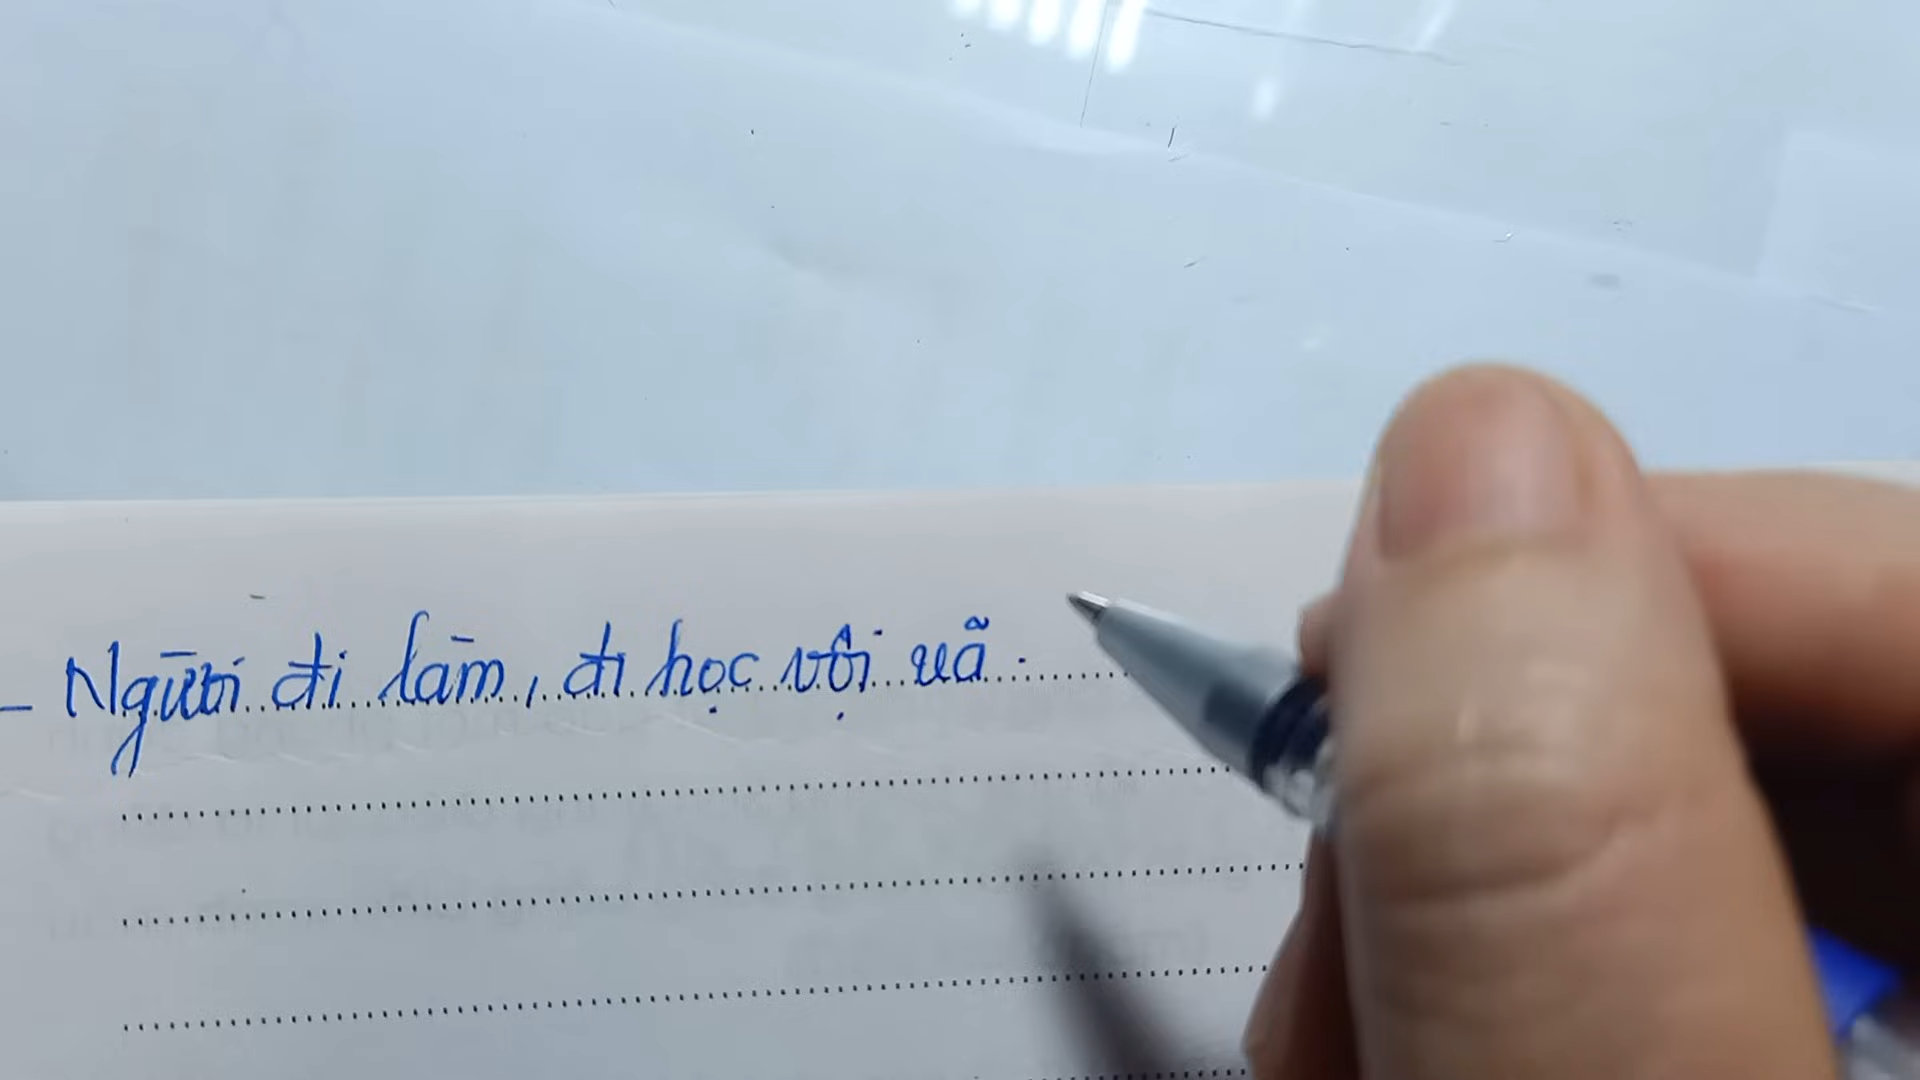 - Người đi làm, đi học vội vã.